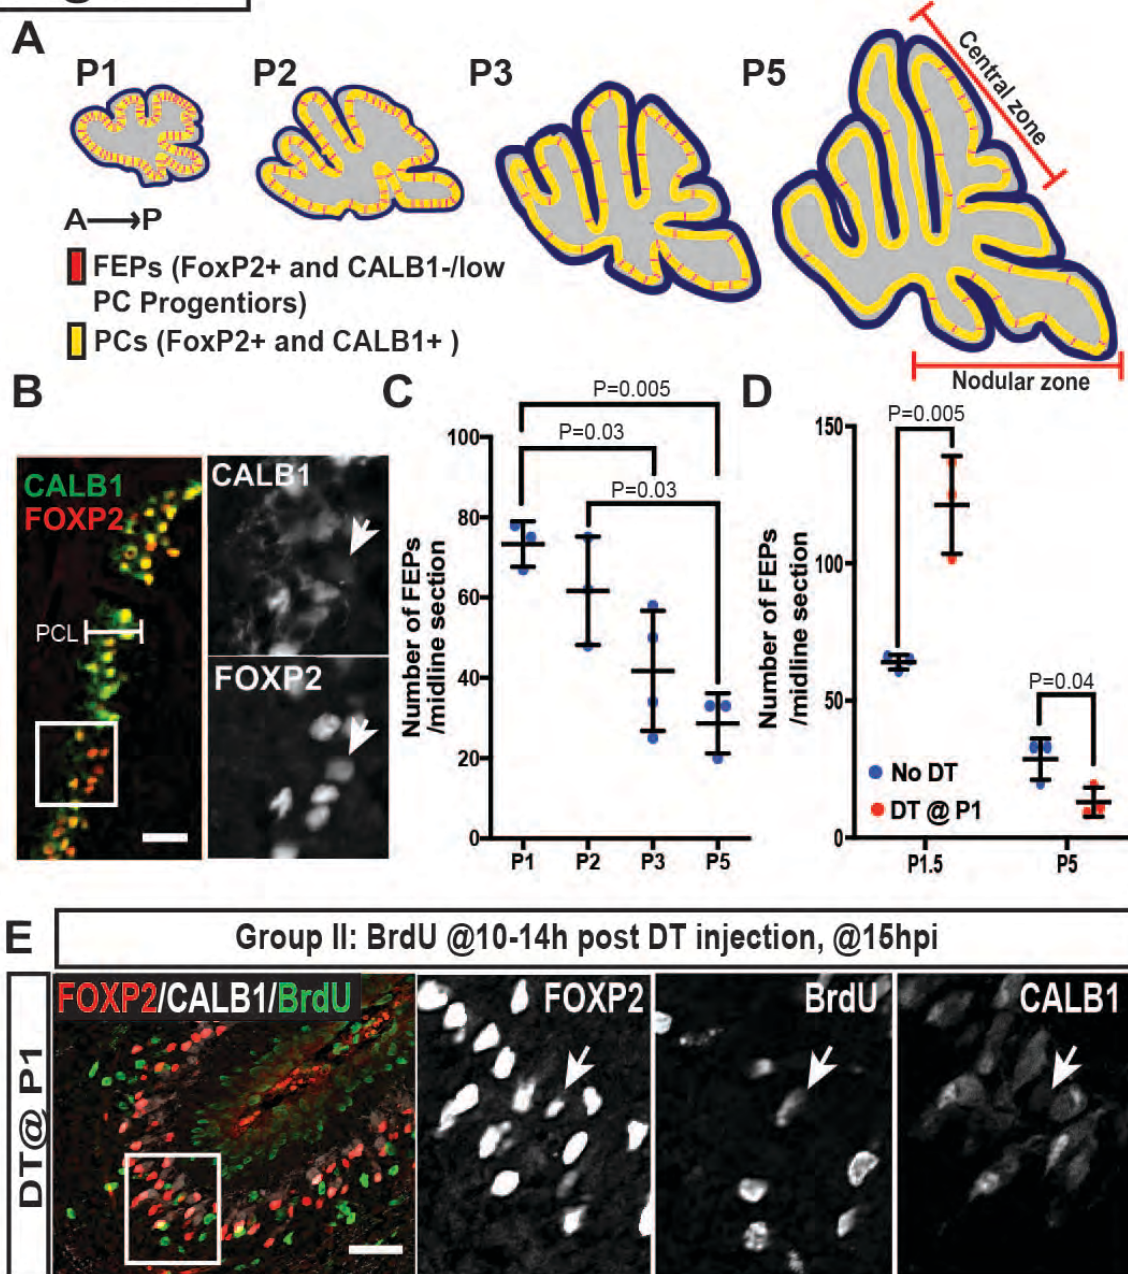 A
P1
P2
P3
P5
Central zone
Nodular zone
A→P
FEPs (FoxP2+ and CALB1-/low
PC Progentiors)
PCs (FoxP2+ and CALB1+ )
B
CALB1
FOXP2
PCL
CALB1
FOXP2
C
P=0.005
P=0.03
P=0.03
Number of FEPs
/midline section
100
80
60
40
20
0
P1
P2
P3
P5
D
P=0.005
P=0.04
Number of FEPs
/midline section
150
100
50
0
No DT
DT @ P1
P1.5
P5
E
Group II: BrdU @10-14h post DT injection, @15hpi
DT@ P1
FOXP2/CALB1/BrdU
FOXP2
BrdU
CALB1